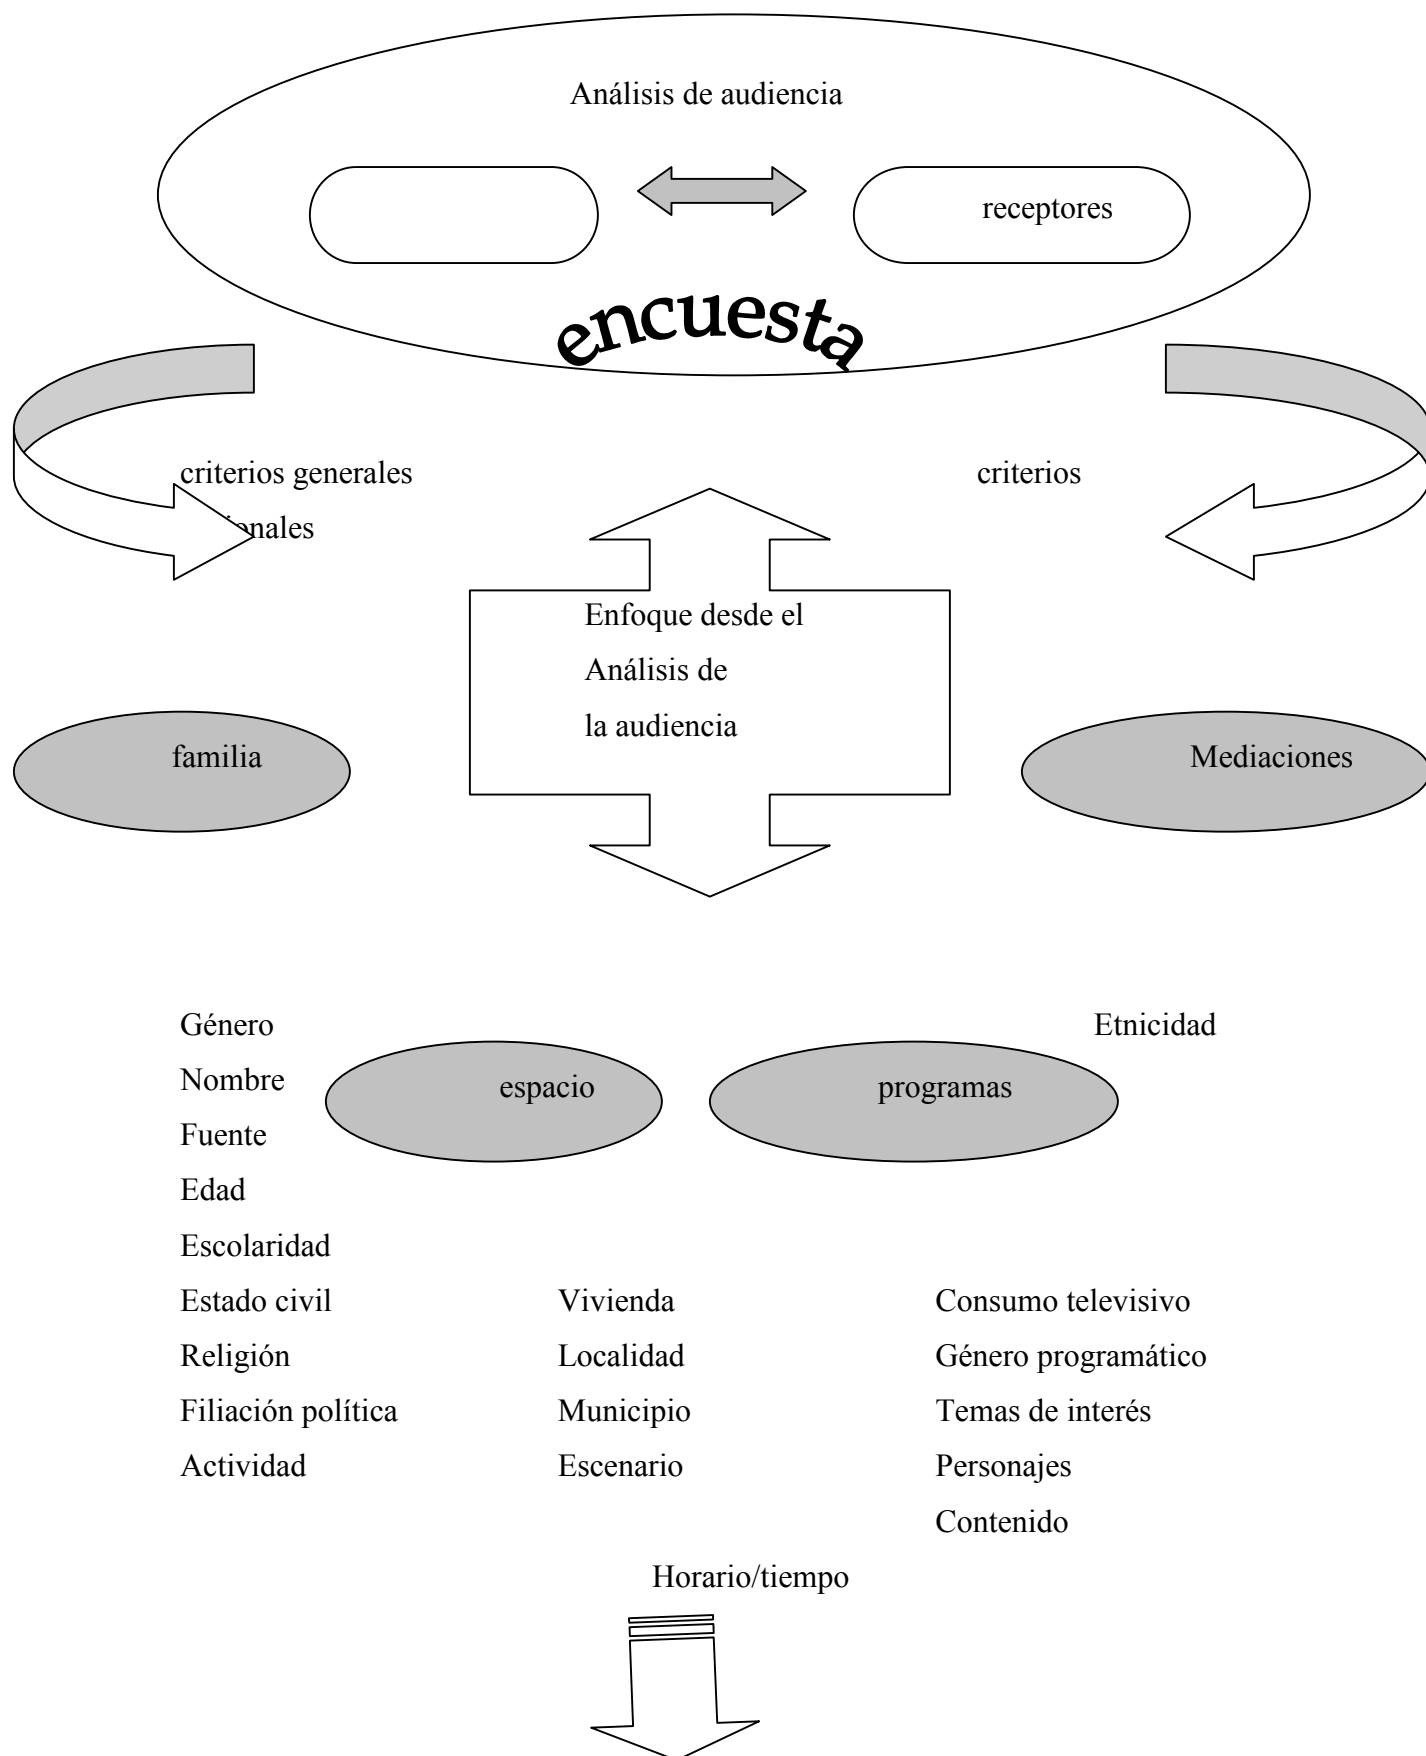 Análisis de audiencia
receptores
encuesta
criterios generales criterios
Enfoque desde el
Análisis de
la audiencia
familia Mediaciones
Género Etnicidad
Nombre espacio programas
Fuente
Edad
Escolaridad
Estado civil Vivienda Consumo televisivo
Religión Localidad Género programático
Filiación política Municipio Temas de interés
Actividad Escenario Personajes
Contenido
Horario/tiempo